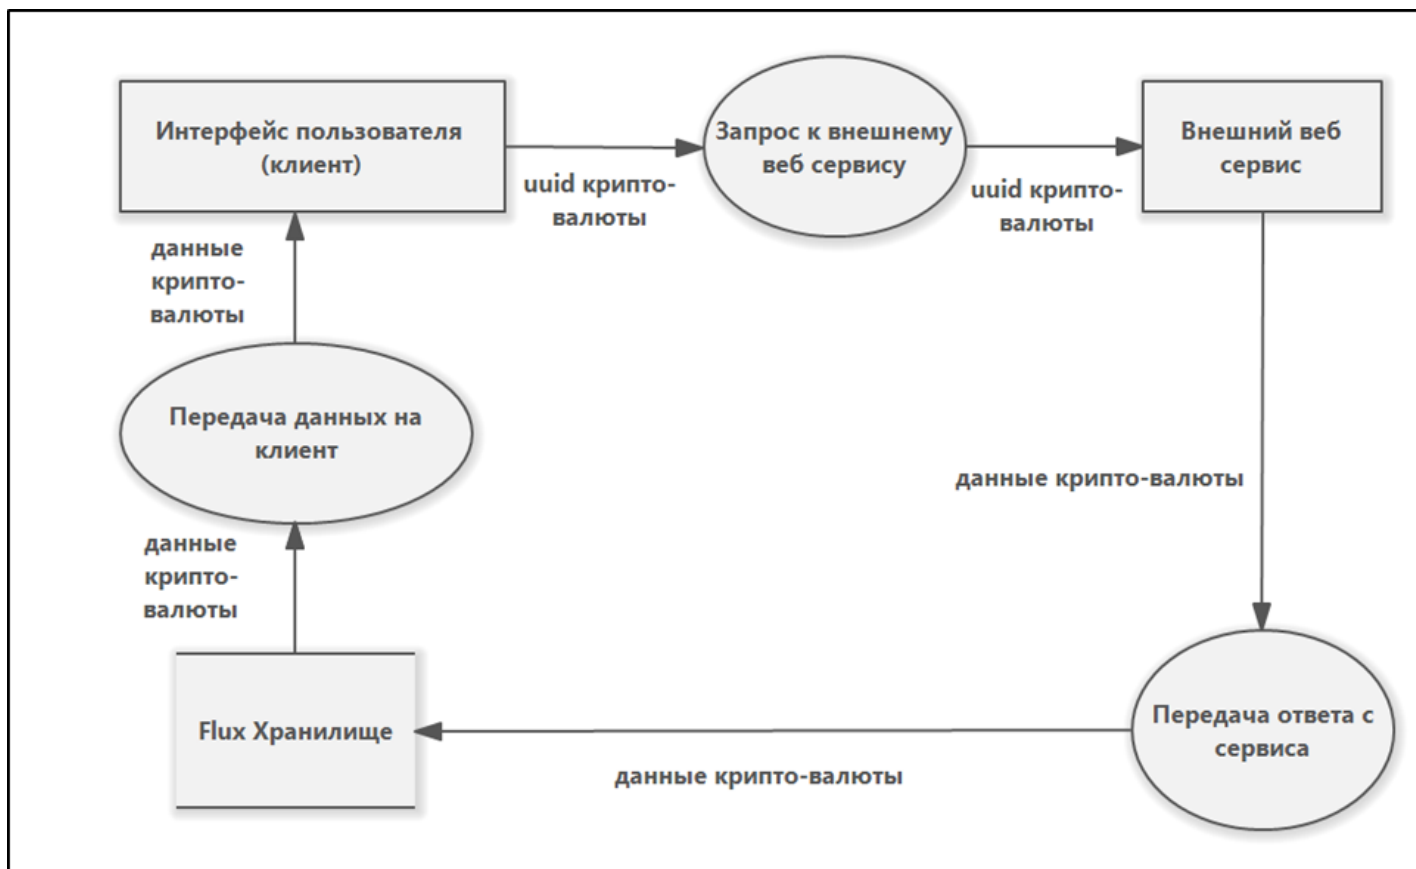 Интерфейс пользователя
(клиент)
Запрос к внешнему
веб сервису
Внешний веб
сервис
uuid крипто-
валюты
uuid крипто-
валюты
данные
крипто-
валюты
Передача данных на
клиент
данные крипто-валюты
данные
крипто-
валюты
Flux Хранилище
Передача ответа с
сервиса
данные крипто-валюты